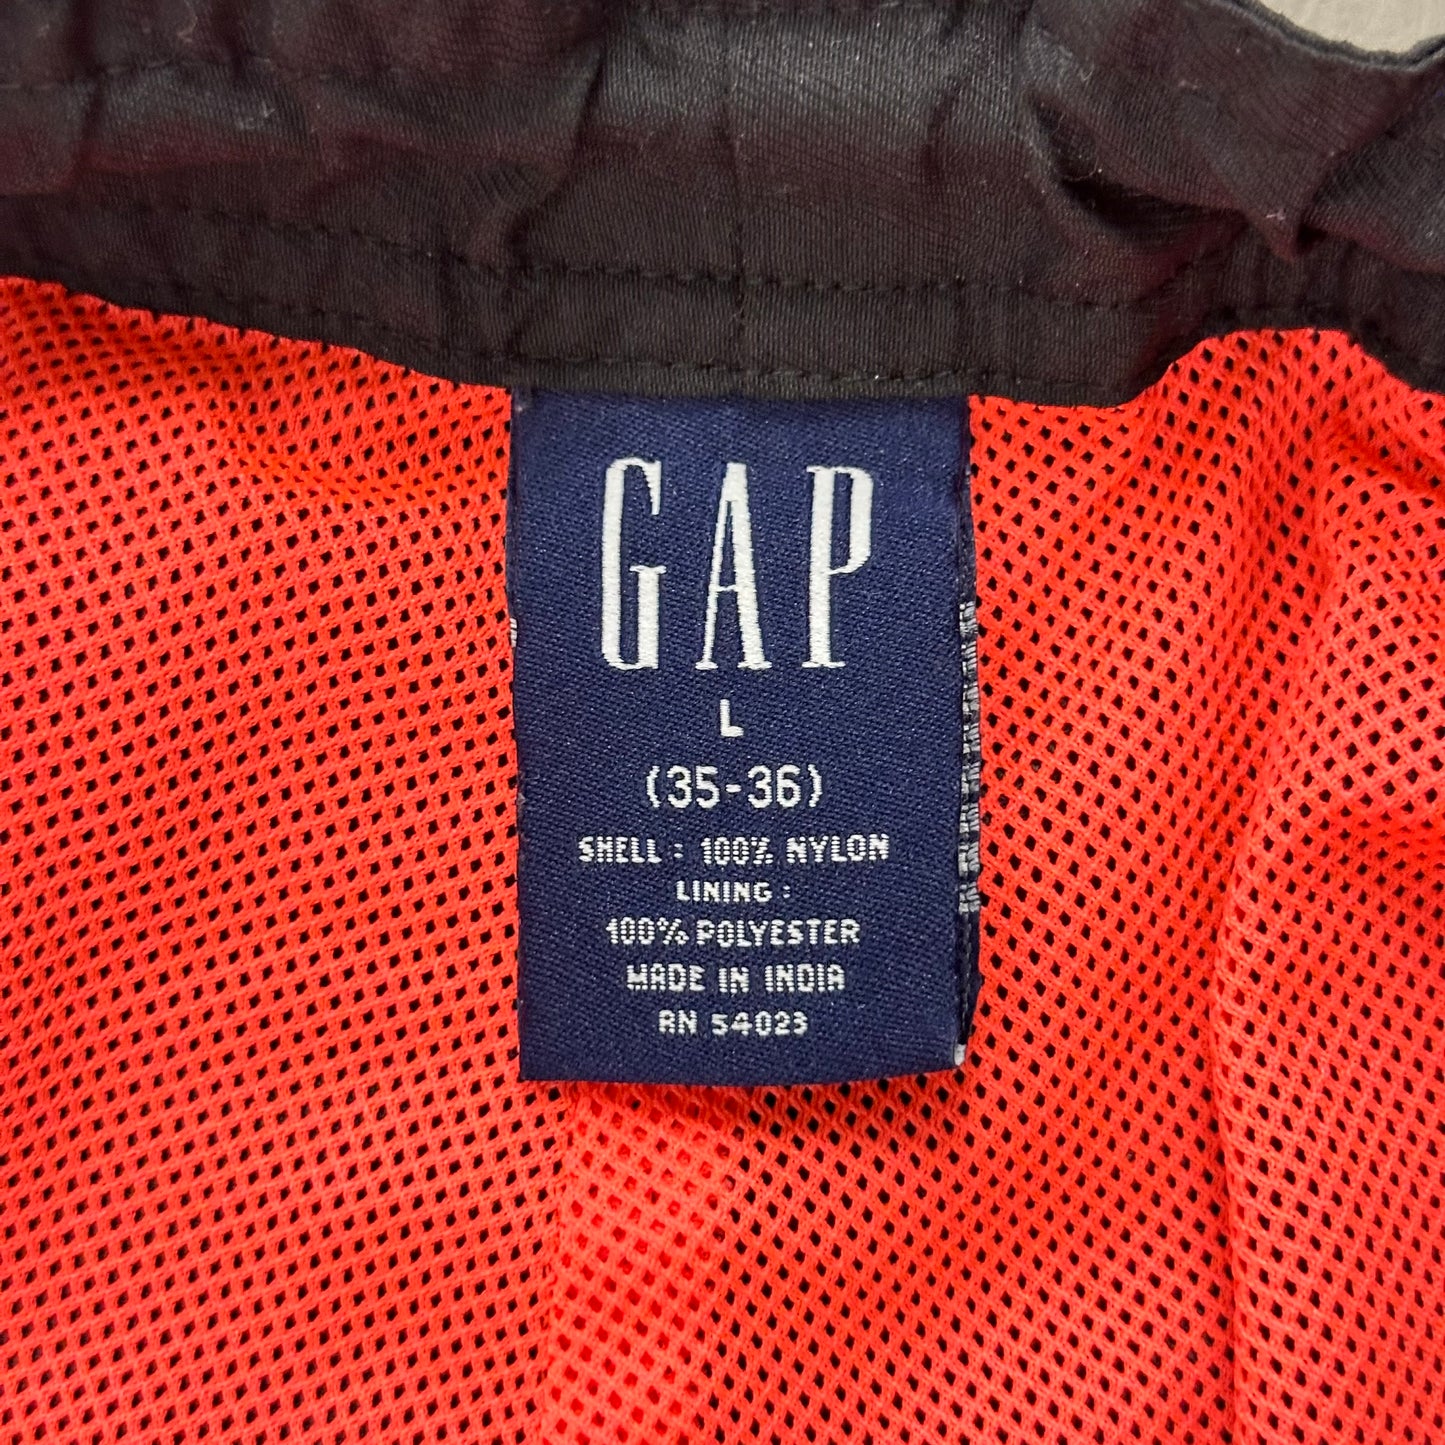 GAP
L
(35-36)
SHELL : 100% NYLON
LINING :
100% POLYESTER
MADE IN INDIA
RN 54023